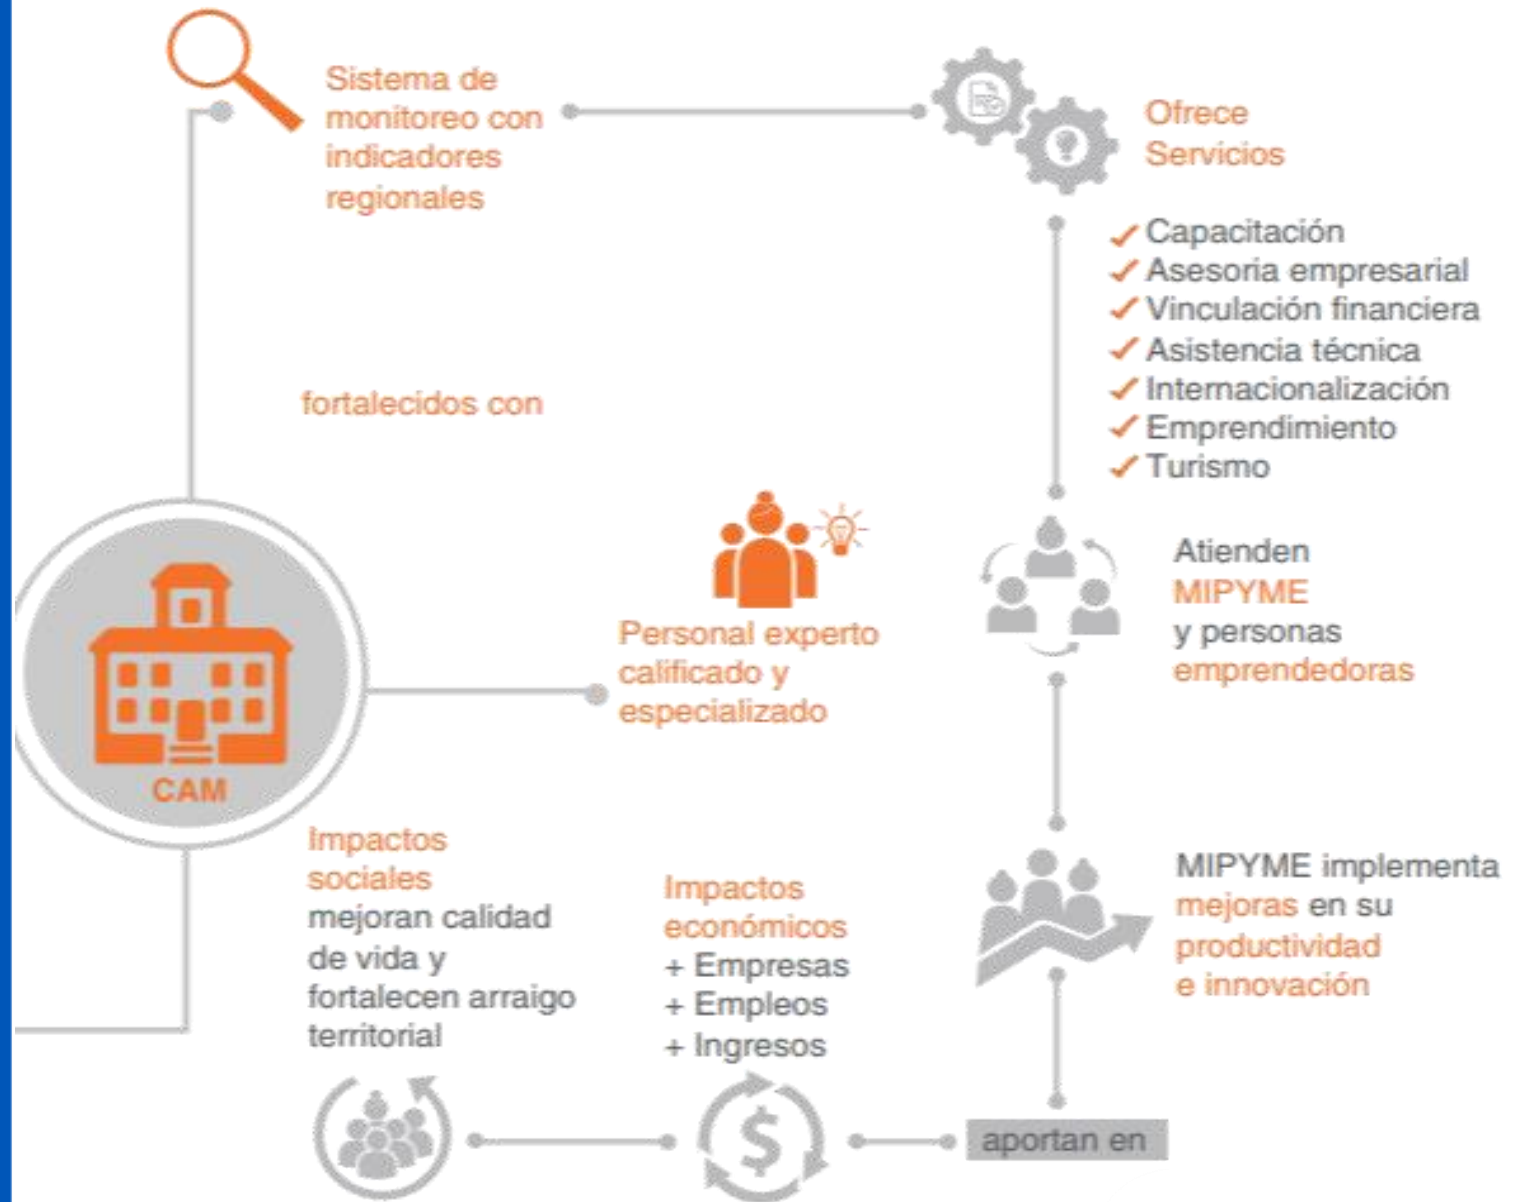 Sistema de
monitoreo con
indicadores
regionales
Ofrece
Servicios
Capacitación
Asesoria empresarial
Vinculación financiera
Asistencia técnica
Internacionalización
Emprendimiento
Turismo
fortalecidos con
Personal experto
calificado y
especializado
Atienden
MIPYME
y personas
emprendedoras
CAM
Impactos
sociales
mejoran calidad
de vida y
fortalecen arraigo
territorial
Impactos
económicos
+ Empresas
+ Empleos
+ Ingresos
MIPYME implementa
mejoras en su
productividad
e innovación
aportan en
$